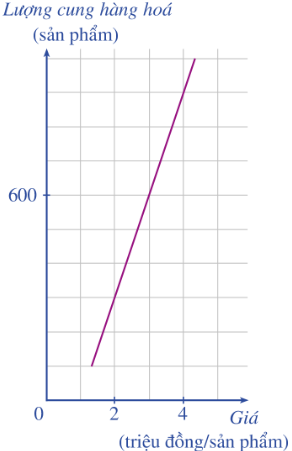 Lượng cung hàng hoá
(sản phẩm)
600
0
2
4
Giá
(triệu đồng/sản phẩm)